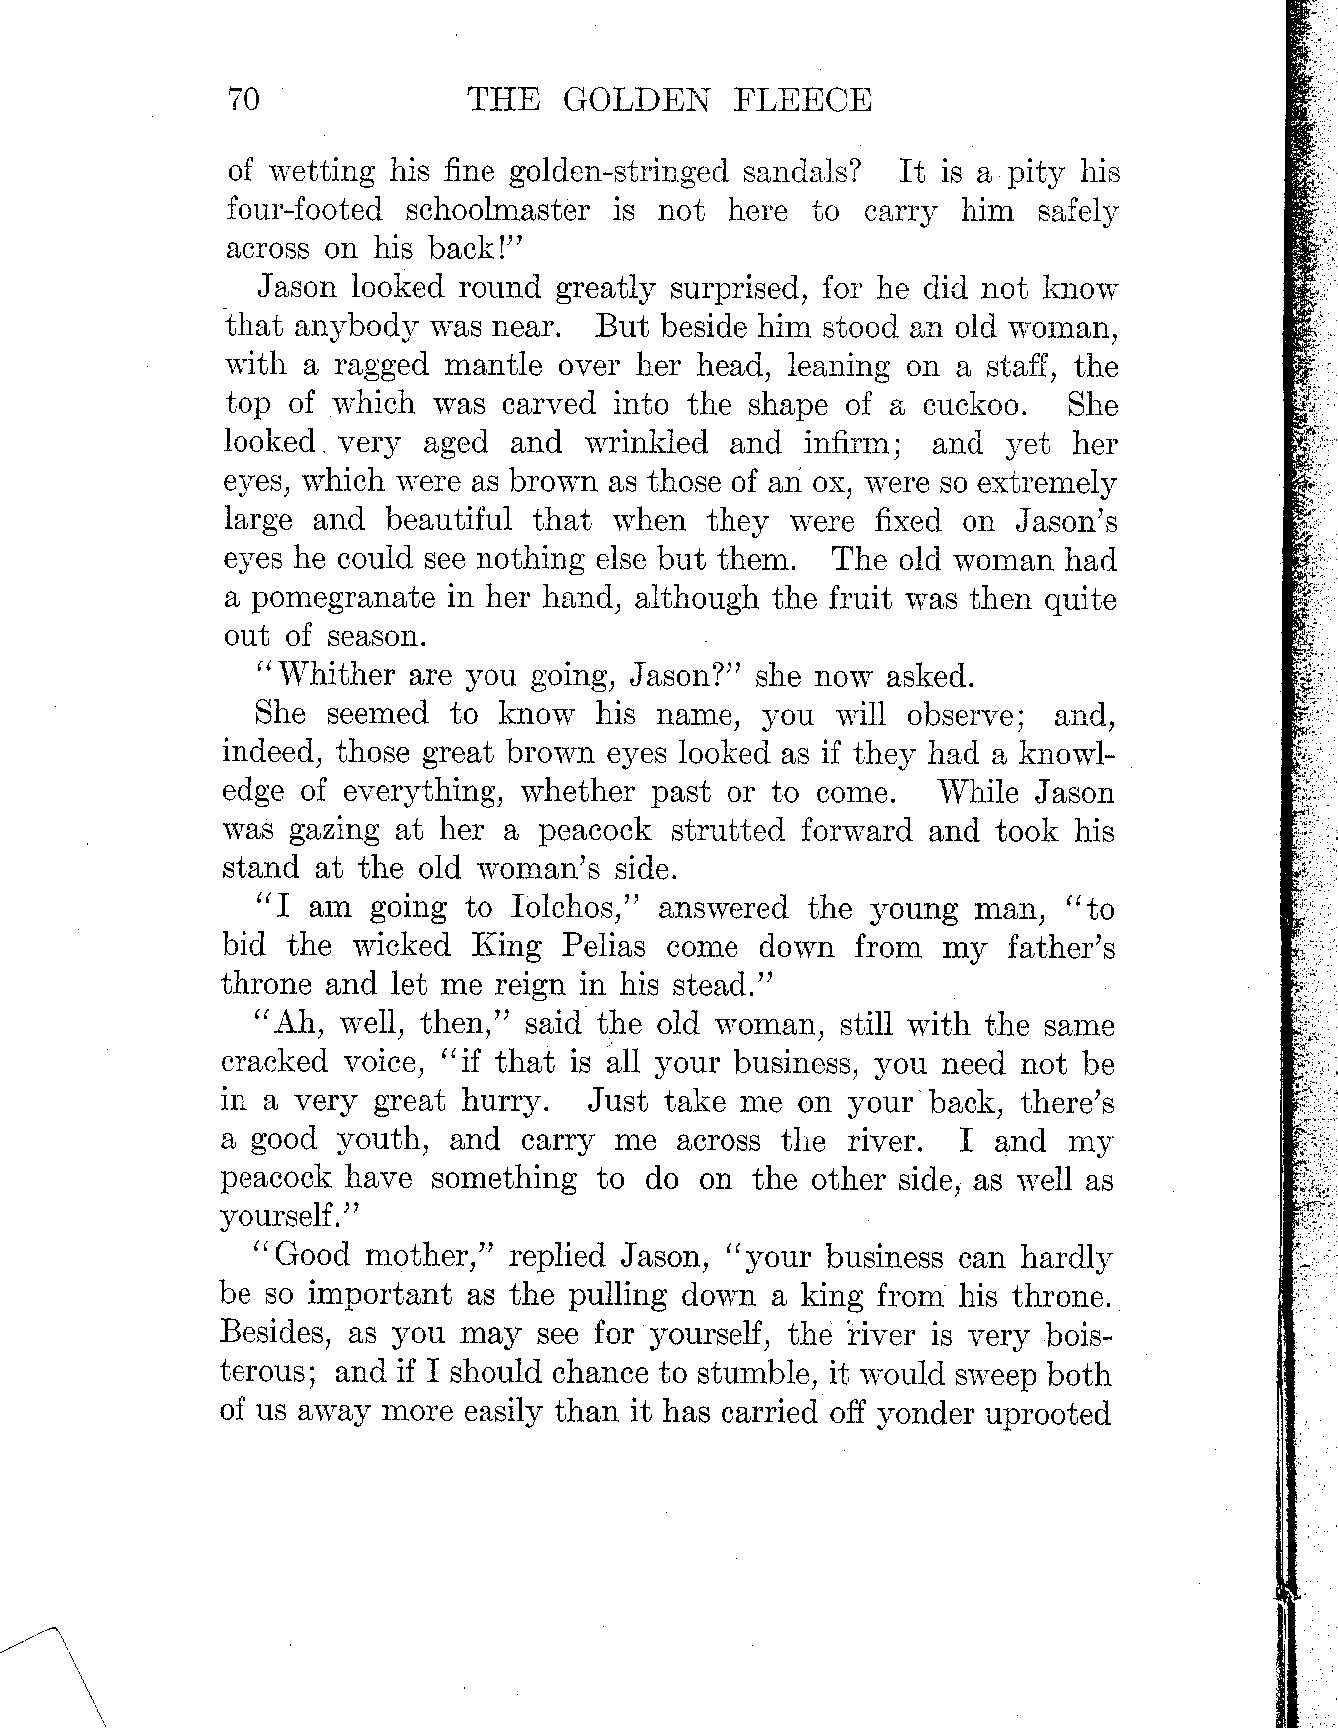 70 THE GOLDEN FLEECE
of wetting his fine golden-stringed sandals? It is a pity his
four-footed schoolmaster is not here to carry him safely
across on his back!”
Jason looked round greatly surprised, for he did not know
that anybody was near. But beside him stood an old woman,
with a ragged mantle over her head, leaning on a staff, the
top of which was carved into the shape of a cuckoo. She
looked very aged and wrinkled and infirm; and yet her
eyes, which were as brown as those of an ox, were so extremely
large and beautiful that when they were fixed on Jason’s
eyes he could see nothing else but them. The old woman had
a pomegranate in her hand, although the fruit was then quite
out of season.
“Whither are you going, Jason?” she now asked.
She seemed to know his name, you will observe; and,
indeed, those great brown eyes looked as if they had a knowl-
edge of everything, whether past or to come. While Jason
was gazing at her a peacock strutted forward and took his
stand at the old woman’s side.
“I am going to Iolchos,” answered the young man, “to
bid the wicked King Pelias come down from my father’s
throne and let me reign in his stead.”
“Ah, well, then,” said the old woman, still with the same
cracked voice, “if that is all your business, you need not be
in a very great hurry. Just take me on your back, there’s
a good youth, and carry me across the river. I and my
peacock have something to do on the other side, as well as
yourself.”
“Good mother,” replied Jason, “your business can hardly
be so important as the pulling down a king from his throne.
Besides, as you may see for yourself, the river is very bois-
terous; and if I should chance to stumble, it would sweep both
of us away more easily than it has carried off yonder uprooted